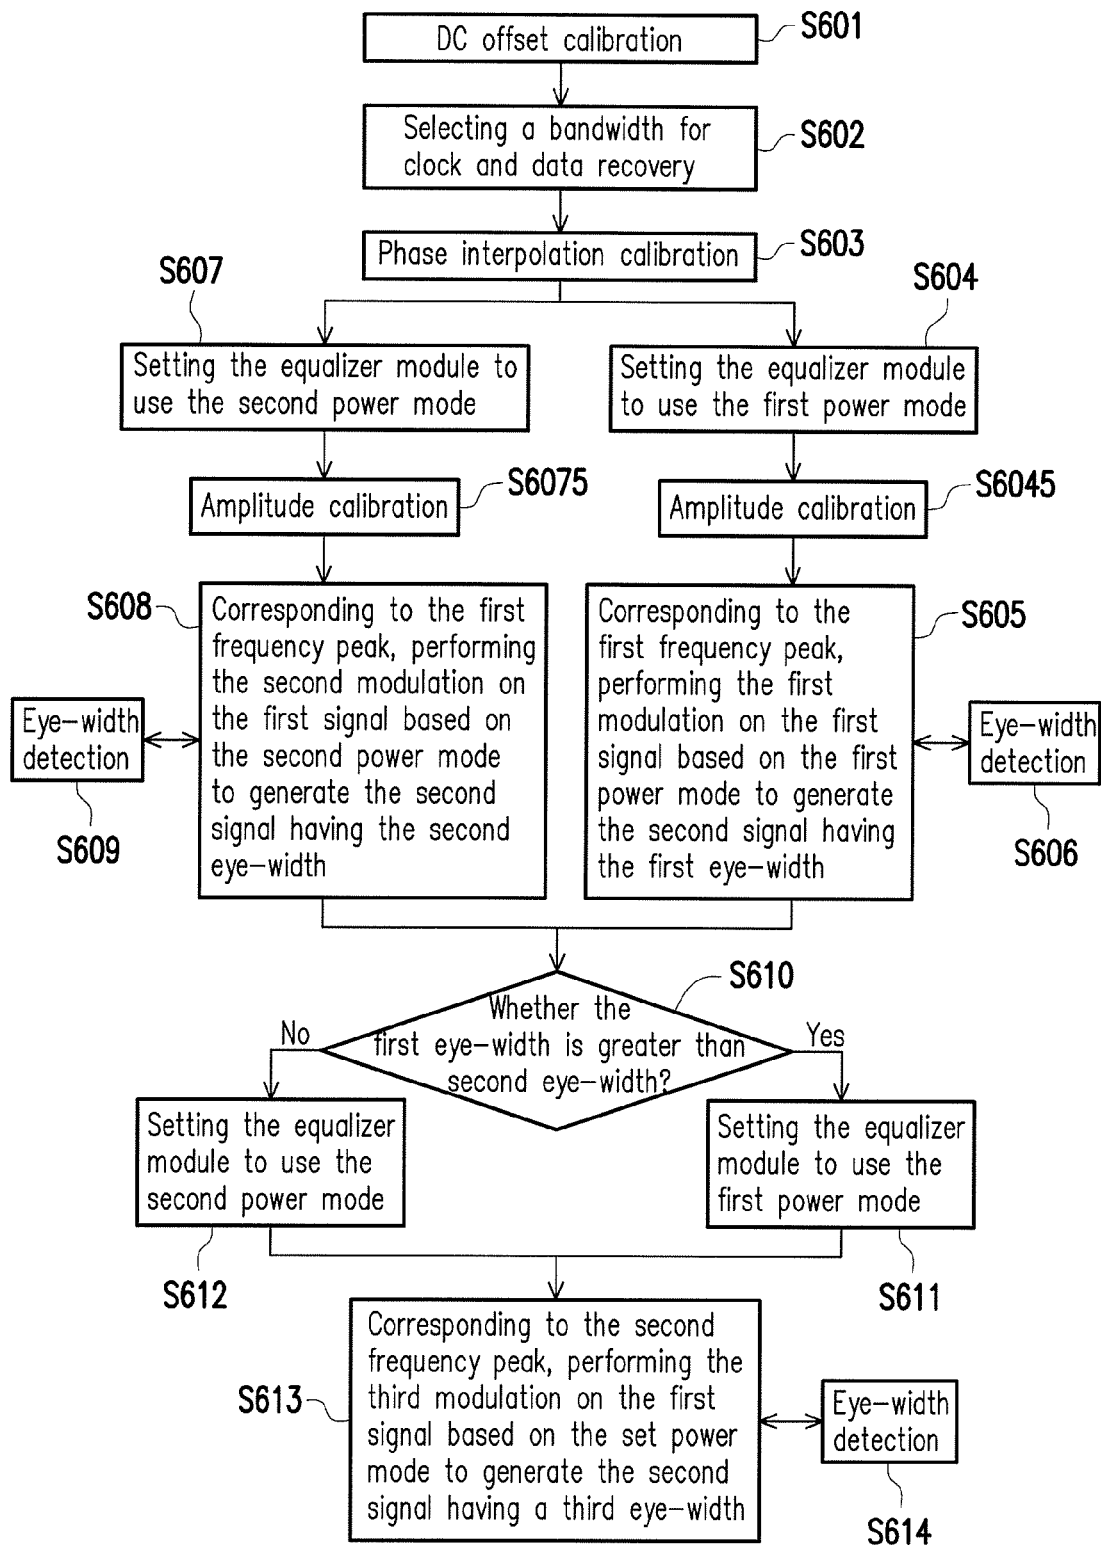 DC offset calibration
S601
Selecting a bandwidth for
clock and data recovery
S602
Phase interpolation calibration
S603
S607
S604
Setting the equalizer module to
use the second power mode
Setting the equalizer module
to use the first power mode
Amplitude calibration
S6075
Amplitude calibration
S6045
S608
Corresponding to the first
frequency peak, performing
the second modulation on
the first signal based on
the second power mode
to generate the second
signal having the second
eye-width
Corresponding to the
first frequency peak,
performing the first
modulation on the first
signal based on the first
power mode to generate
the second signal having
the first eye-width
S605
Eye-width
detection
S609
Eye-width
detection
S606
S610
Whether the
first eye-width is greater than
second eye-width?
No
Yes
Setting the equalizer
module to use the
second power mode
Setting the equalizer
module to use the
first power mode
S612
S611
S613
Corresponding to the second
frequency peak, performing the
third modulation on the first
signal based on the set power
mode to generate the second
signal having a third eye-width
Eye-width
detection
S614